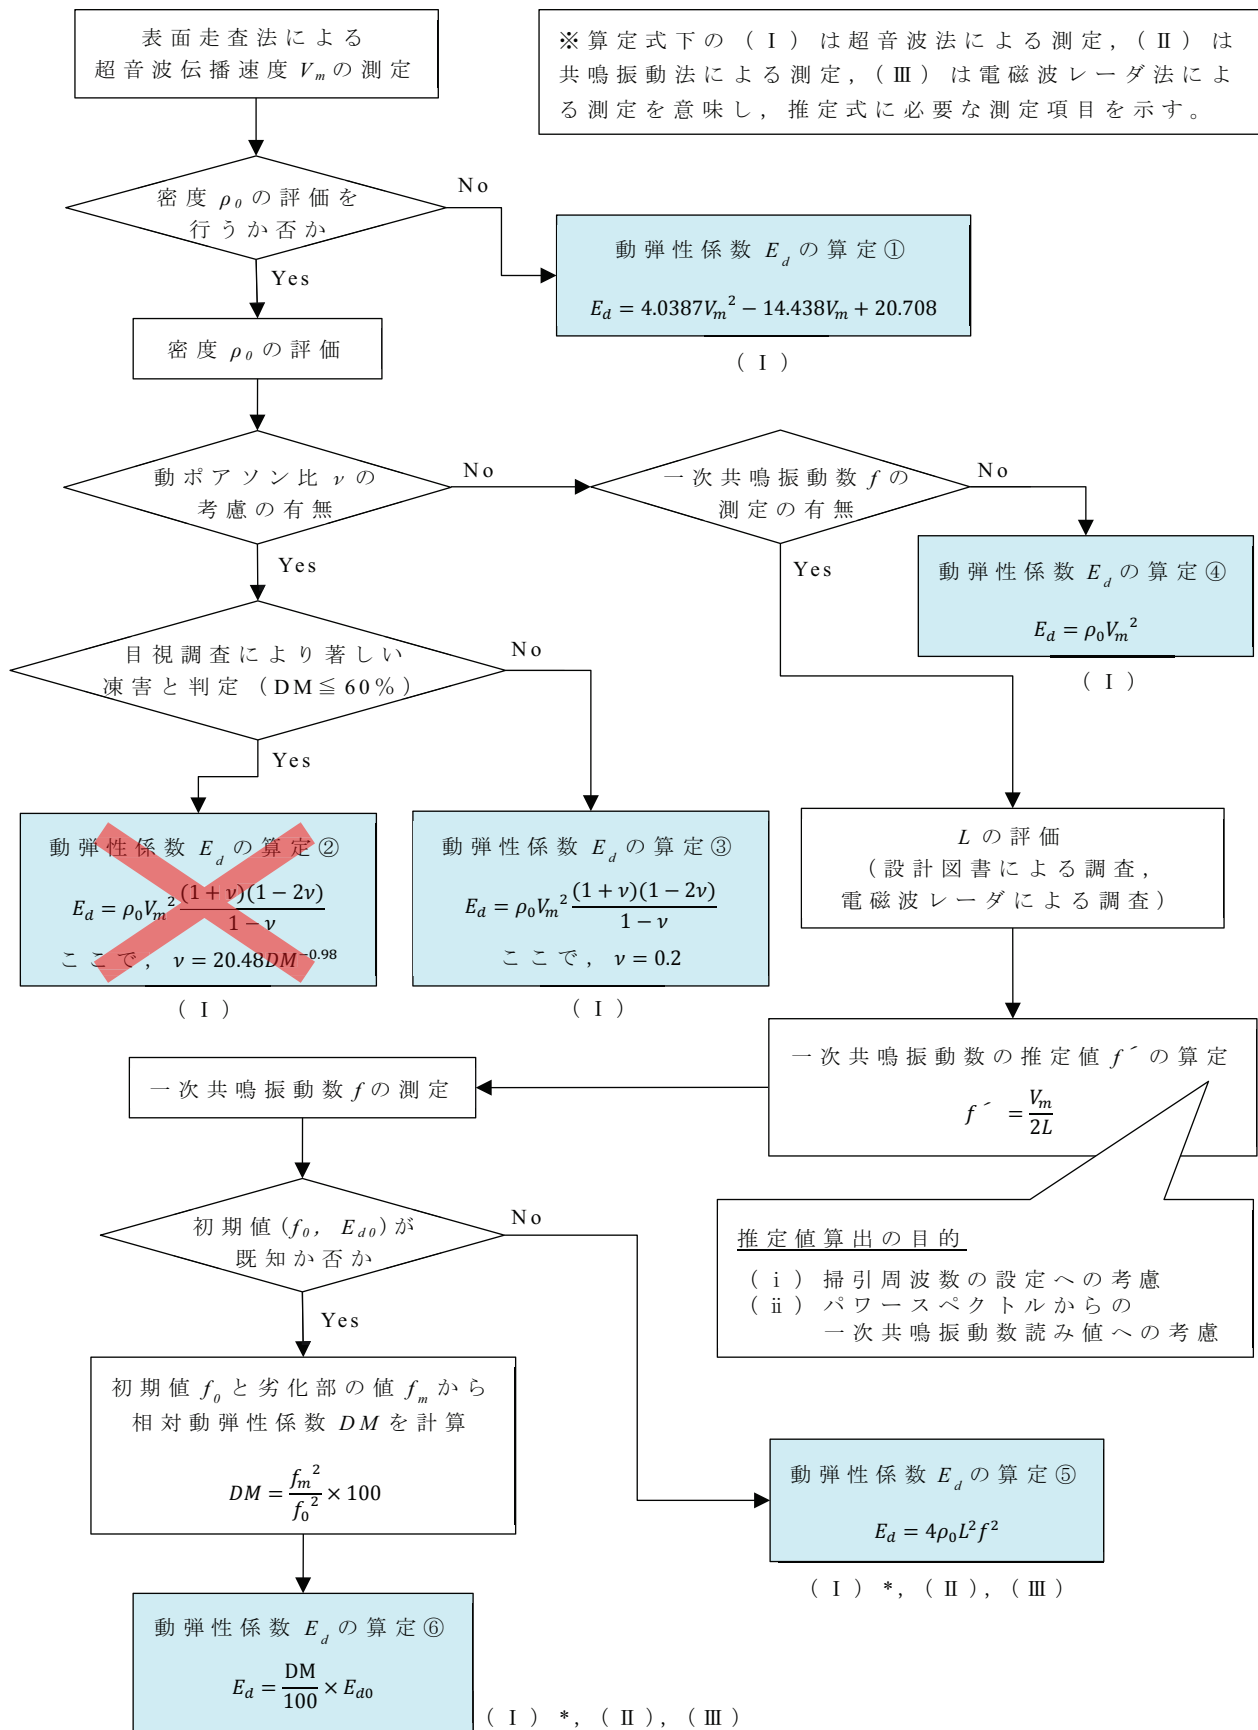 表面走査法による
超音波伝播速度 Vmの測定
※算定式下の（Ⅰ）は超音波法による測定，（Ⅱ）は
共鳴振動法による測定，（Ⅲ）は電磁波レーダ法によ
る測定を意味し，推定式に必要な測定項目を示す。
密度 ρ0 の評価を
行うか否か
No
Yes
動弾性係数 Ed の算定①
Ed = 4.0387Vm² − 14.438Vm + 20.708
（Ⅰ）
密度 ρ0 の評価
動ポアソン比 ν の
考慮の有無
No
Yes
一次共鳴振動数 f の
測定の有無
No
Yes
動弾性係数 Ed の算定④
Ed = ρ0Vm²
（Ⅰ）
目視調査により著しい
凍害と判定（DM≦60％）
No
Yes
動弾性係数 Ed の算定②
Ed = ρ0Vm² (1 + ν)(1 − 2ν) / 1 − ν
ここで，ν = 20.48DM^−0.98
（Ⅰ）
動弾性係数 Ed の算定③
Ed = ρ0Vm² (1 + ν)(1 − 2ν) / 1 − ν
ここで，ν = 0.2
（Ⅰ）
L の評価
（設計図書による調査，
電磁波レーダによる調査）
一次共鳴振動数の推定値 f´ の算定
f´ = Vm / 2L
推定値算出の目的
（ⅰ）掃引周波数の設定への考慮
（ⅱ）パワースペクトルからの
一次共鳴振動数読み値への考慮
一次共鳴振動数 f の測定
初期値(f0, Ed0)が
既知か否か
No
Yes
初期値 f0 と劣化部の値 fm から
相対動弾性係数 DM を計算
DM = fm² / f0² × 100
動弾性係数 Ed の算定⑤
Ed = 4ρ0L²f²
（Ⅰ）*，（Ⅱ），（Ⅲ）
動弾性係数 Ed の算定⑥
Ed = DM / 100 × Ed0
（Ⅰ）*，（Ⅱ），（Ⅲ）